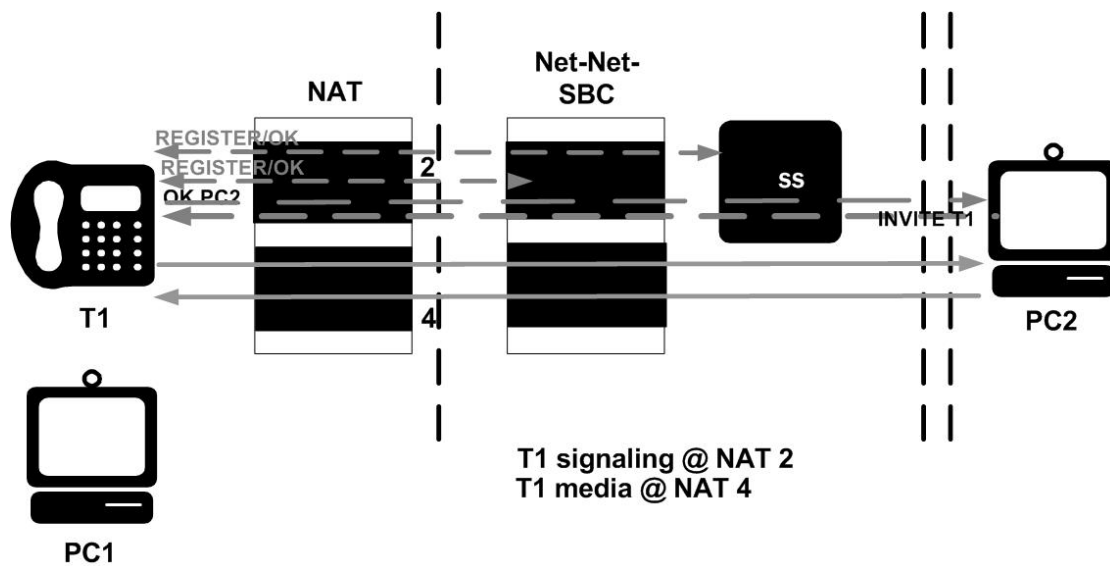 NAT
Net-Net-
SBC
REGISTER/OK
REGISTER/OK
2
OK PC2
SS
INVITE T1
T1
4
PC2
T1 signaling @ NAT 2
T1 media @ NAT 4
PC1